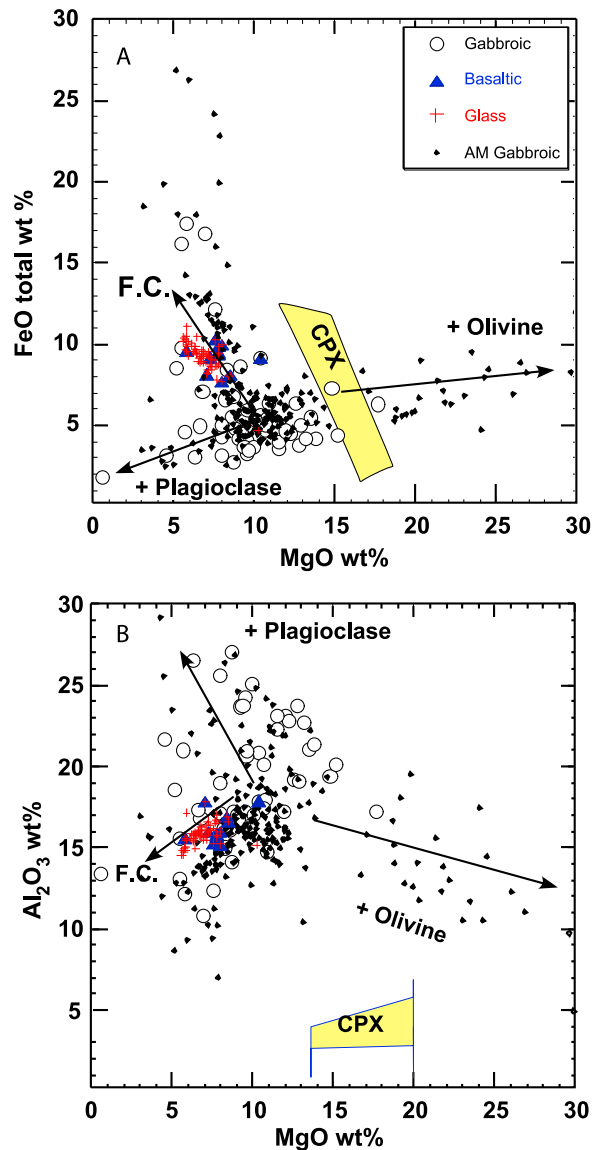 30
25
20
15
10
5
0
FeO total wt %
A
Gabbroic
Basaltic
Glass
AM Gabbroic
F.C.
CPX
+ Olivine
+ Plagioclase
0 5 10 15 20 25 30
MgO wt%
30
25
20
15
10
5
Al2O3 wt%
B
+ Plagioclase
F.C.
+ Olivine
CPX
0 5 10 15 20 25 30
MgO wt%